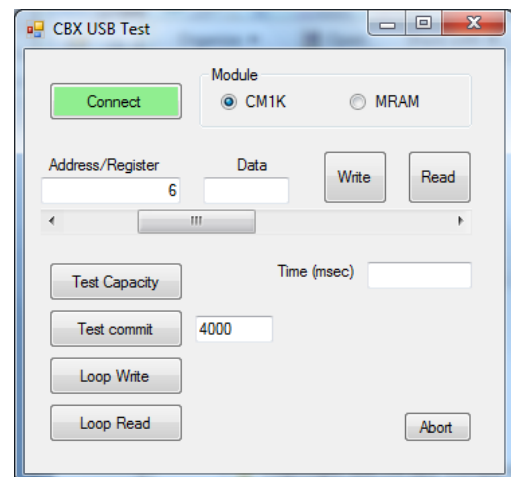 CBX USB Test
Module
Connect
CM1K MRAM
Address/Register Data
Write Read
6
Time (msec)
Test Capacity
Test commit 4000
Loop Write
Loop Read Abort